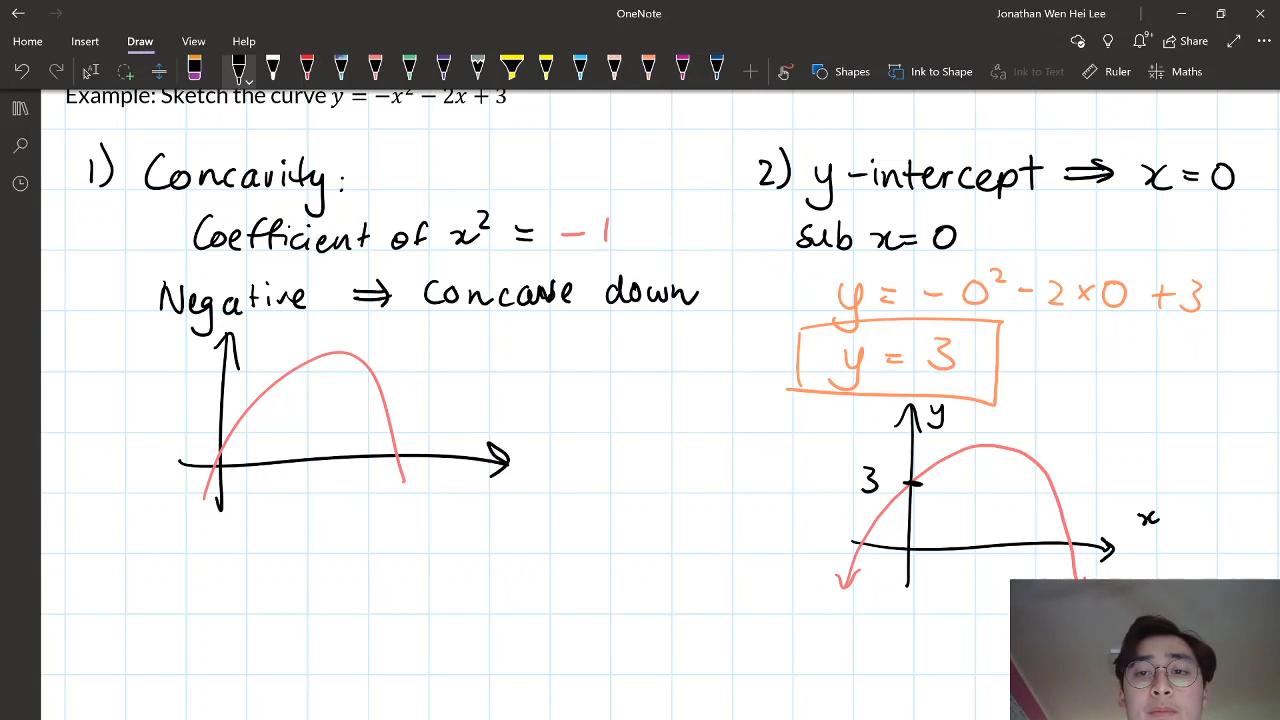 OneNote
Jonathan Wen Hei Lee
Home Insert Draw View Help
9+
Share
Shapes
Ink to Shape
Ink to Text
Ruler
Maths
Example: Sketch the curve y = −x² − 2x + 3
1) Concavity:
Coefficient of x² = - 1
Negative ⇒ Concave down
2) y-intercept ⇒ x = 0
sub x = 0
y = - 0² - 2 × 0 + 3
y = 3
y
3
x